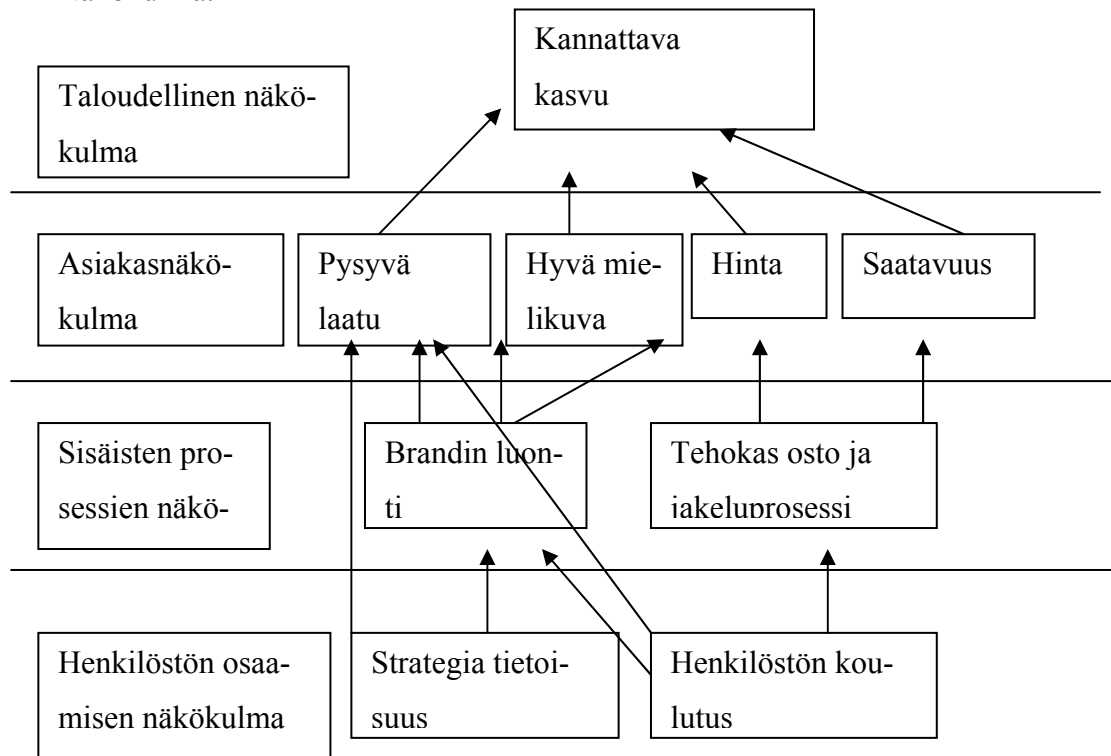 Kannattava
kasvu
Taloudellinen näkö-
kulma
Asiakasnäkö-
kulma
Pysyvä
laatu
Hyvä mie-
likuva
Hinta
Saatavuus
Sisäisten pro-
sessien näkö-
Brandin luon-
ti
Tehokas osto ja
jakeluprosessi
Henkilöstön osaa-
misen näkökulma
Strategia tietoi-
suus
Henkilöstön kou-
lutus